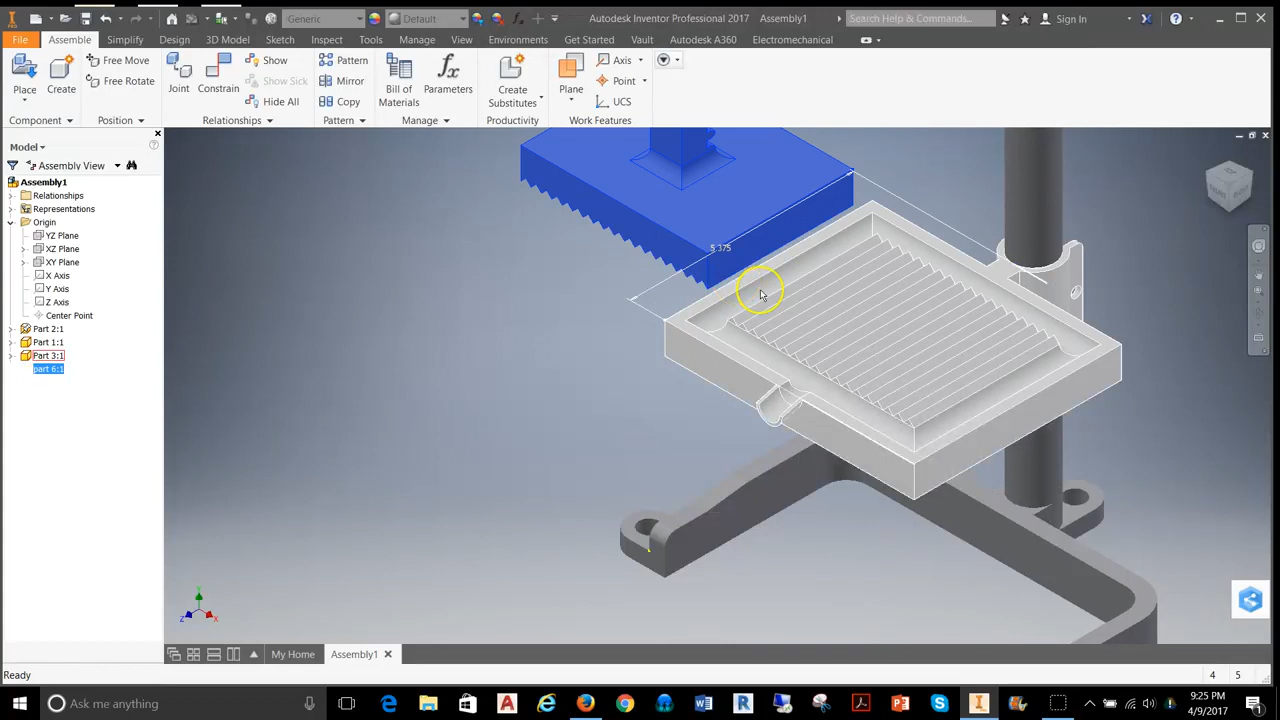 Generic
Default
Autodesk Inventor Professional 2017 Assembly1
Search Help & Commands...
Sign In
File Assemble Simplify Design 3D Model Sketch Inspect Tools Manage View Environments Get Started Vault Autodesk A360 Electromechanical
Place
Create
Free Move
Free Rotate
Joint
Constrain
Show
Show Sick
Hide All
Pattern
Mirror
Copy
Bill of
Materials
fx
Parameters
Create
Substitutes
Plane
Axis
Point
UCS
Component Position Relationships Pattern Manage Productivity Work Features
Model
Assembly View
Assembly1
Relationships
Representations
Origin
YZ Plane
XZ Plane
XY Plane
X Axis
Y Axis
Z Axis
Center Point
Part 2:1
Part 1:1
Part 3:1
part 6:1
5.375
Z
X
My Home Assembly1
Ready
4 5
Ask me anything
9:25 PM
4/9/2017